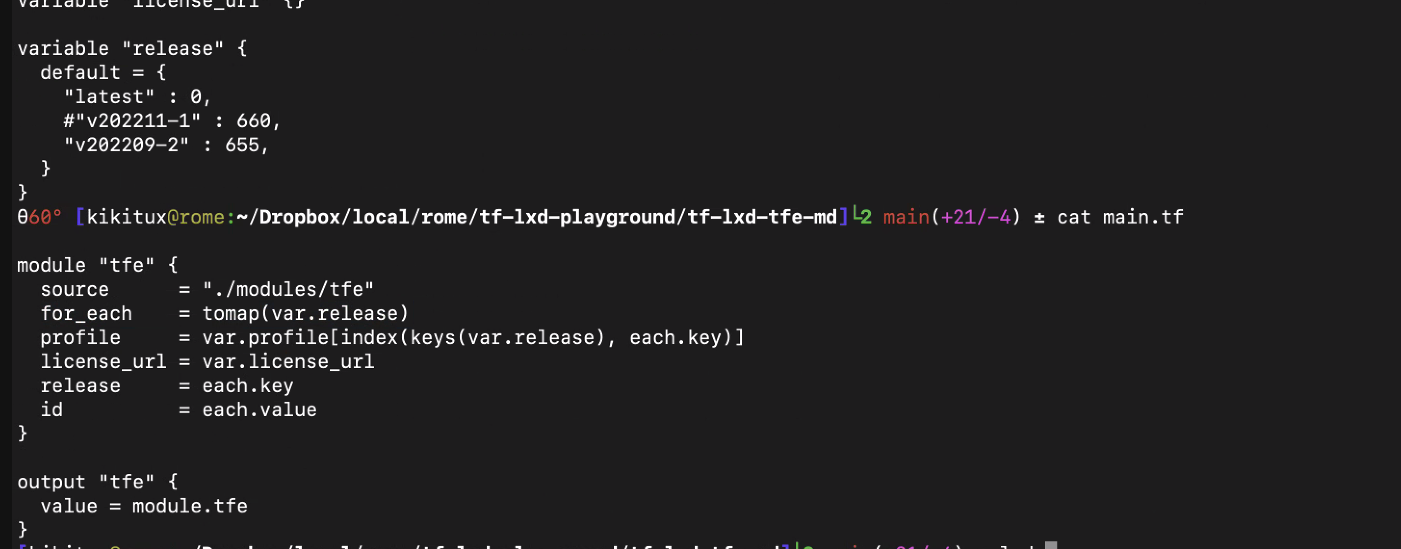 variable "license_url" {}
variable "release" {
  default = {
    "latest" : 0,
    #"v202211-1" : 660,
    "v202209-2" : 655,
  }
}
θ60° [kikitux@rome:~/Dropbox/local/rome/tf-lxd-playground/tf-lxd-tfe-md]└2 main(+21/-4) ± cat main.tf
module "tfe" {
  source      = "./modules/tfe"
  for_each    = tomap(var.release)
  profile     = var.profile[index(keys(var.release), each.key)]
  license_url = var.license_url
  release     = each.key
  id          = each.value
}
output "tfe" {
  value = module.tfe
}